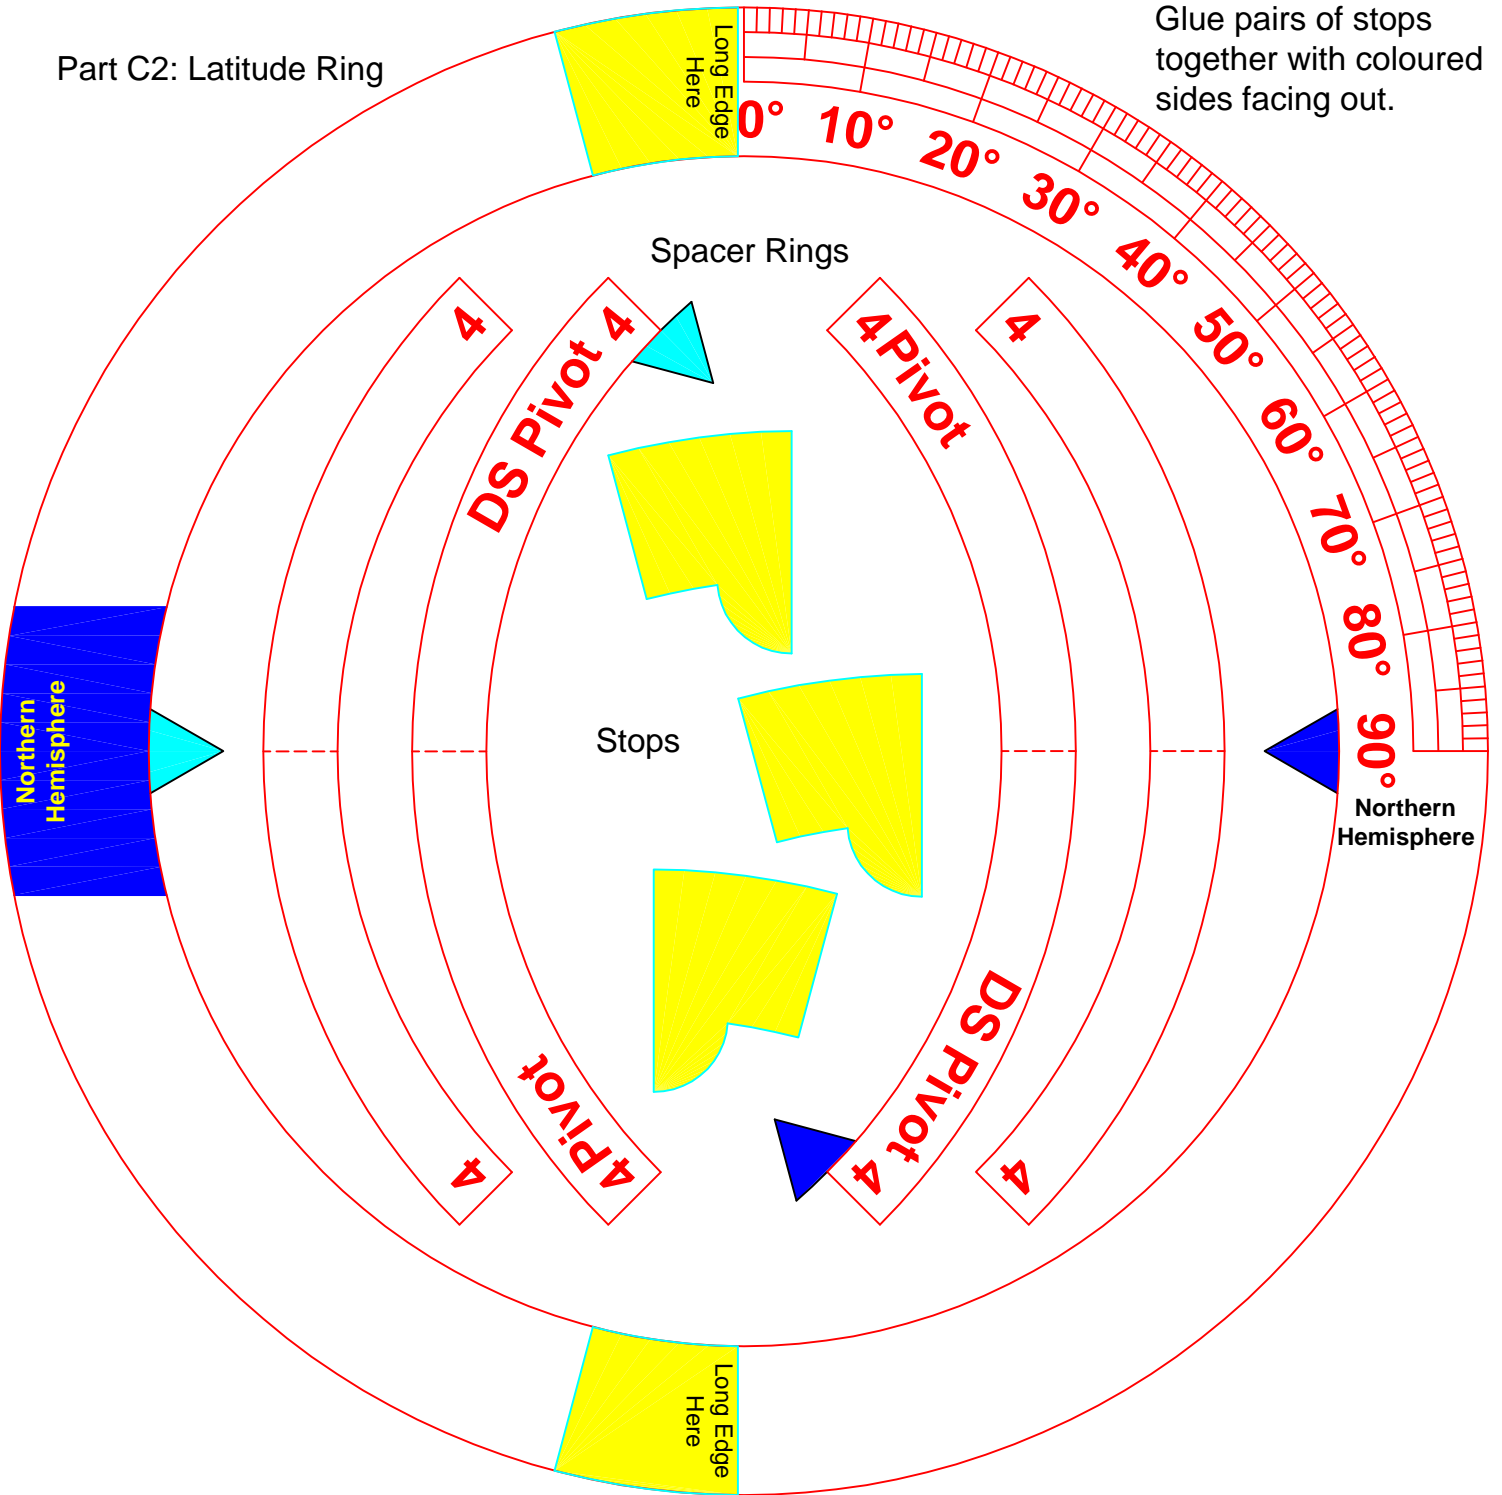 Part C2: Latitude Ring
Glue pairs of stops
together with coloured
sides facing out.
Long Edge
Here
0° 10° 20° 30° 40° 50° 60° 70° 80° 90°
Northern
Hemisphere
Spacer Rings
4
DS Pivot 4
4Pivot
4
Northern
Hemisphere
Stops
4
4Pivot
DS Pivot 4
4
Long Edge
Here